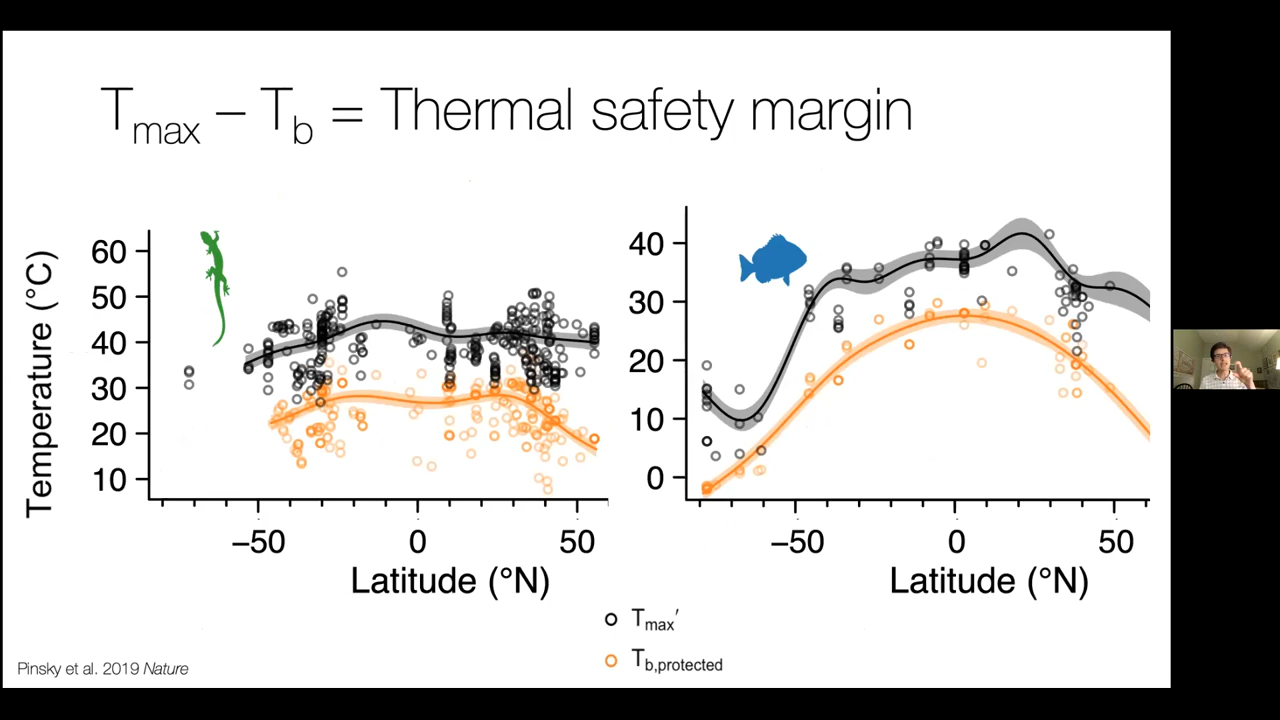 Tmax – Tb = Thermal safety margin
Temperature (°C)
60
50
40
30
20
10
−50
0
50
Latitude (°N)
40
30
20
10
0
−50
0
50
Latitude (°N)
Tmax′
Tb,protected
Pinsky et al. 2019 Nature